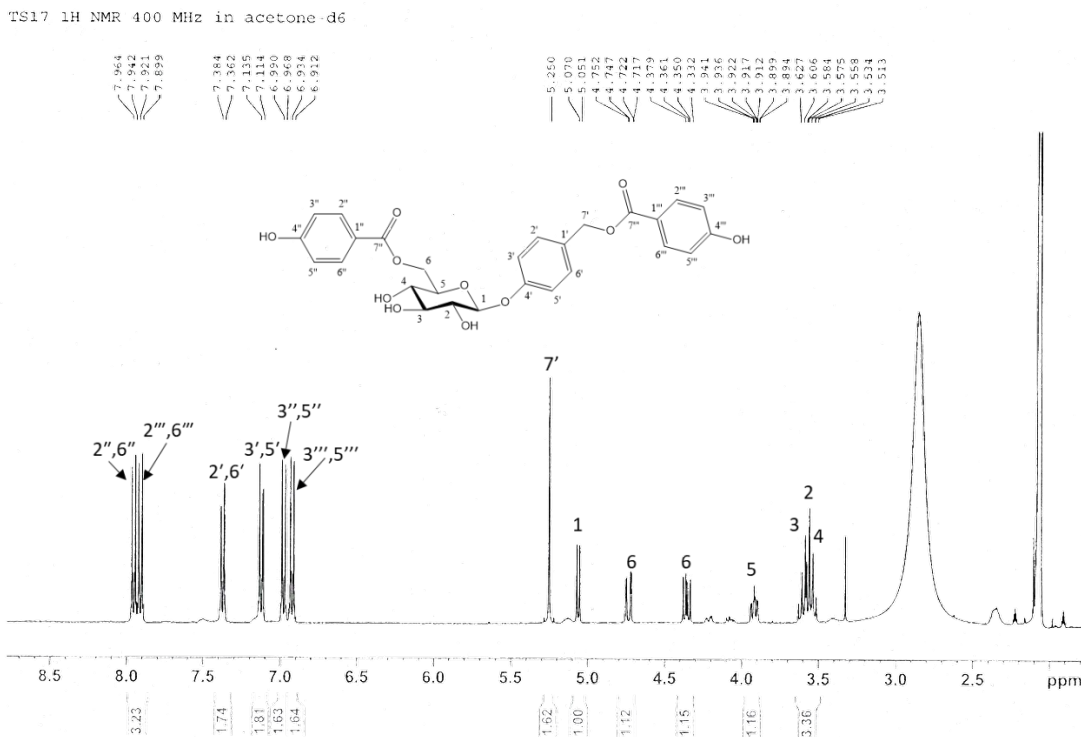 TS17 1H NMR 400 MHz in acetone-d6
7.964 7.942 7.921 7.899 7.384 7.362 7.135 7.114 6.990 6.968 6.934 6.912 5.250 5.070 5.051 4.752 4.747 4.722 4.717 4.379 4.361 4.350 4.332 3.941 3.936 3.922 3.917 3.912 3.899 3.894 3.627 3.606 3.584 3.575 3.558 3.534 3.513
O 2''' 3'''
3'' 2'' O 7' 1''' 4'''
4'' 1'' 2' 1' O 7''' OH
HO 7'' 6 3' 6''' 5'''
5'' 6'' O 6'
4 5 O 4' 5'
HO 1 O
HO 3 2 OH
7'
3'',5''
2''',6'''
2'',6'' 3',5' 3''',5'''
2',6' 2
1 3 4
6 6 5
8.5 8.0 7.5 7.0 6.5 6.0 5.5 5.0 4.5 4.0 3.5 3.0 2.5 ppm
3.23 1.74 1.81 1.63 1.64 1.62 1.00 1.12 1.15 1.16 3.36